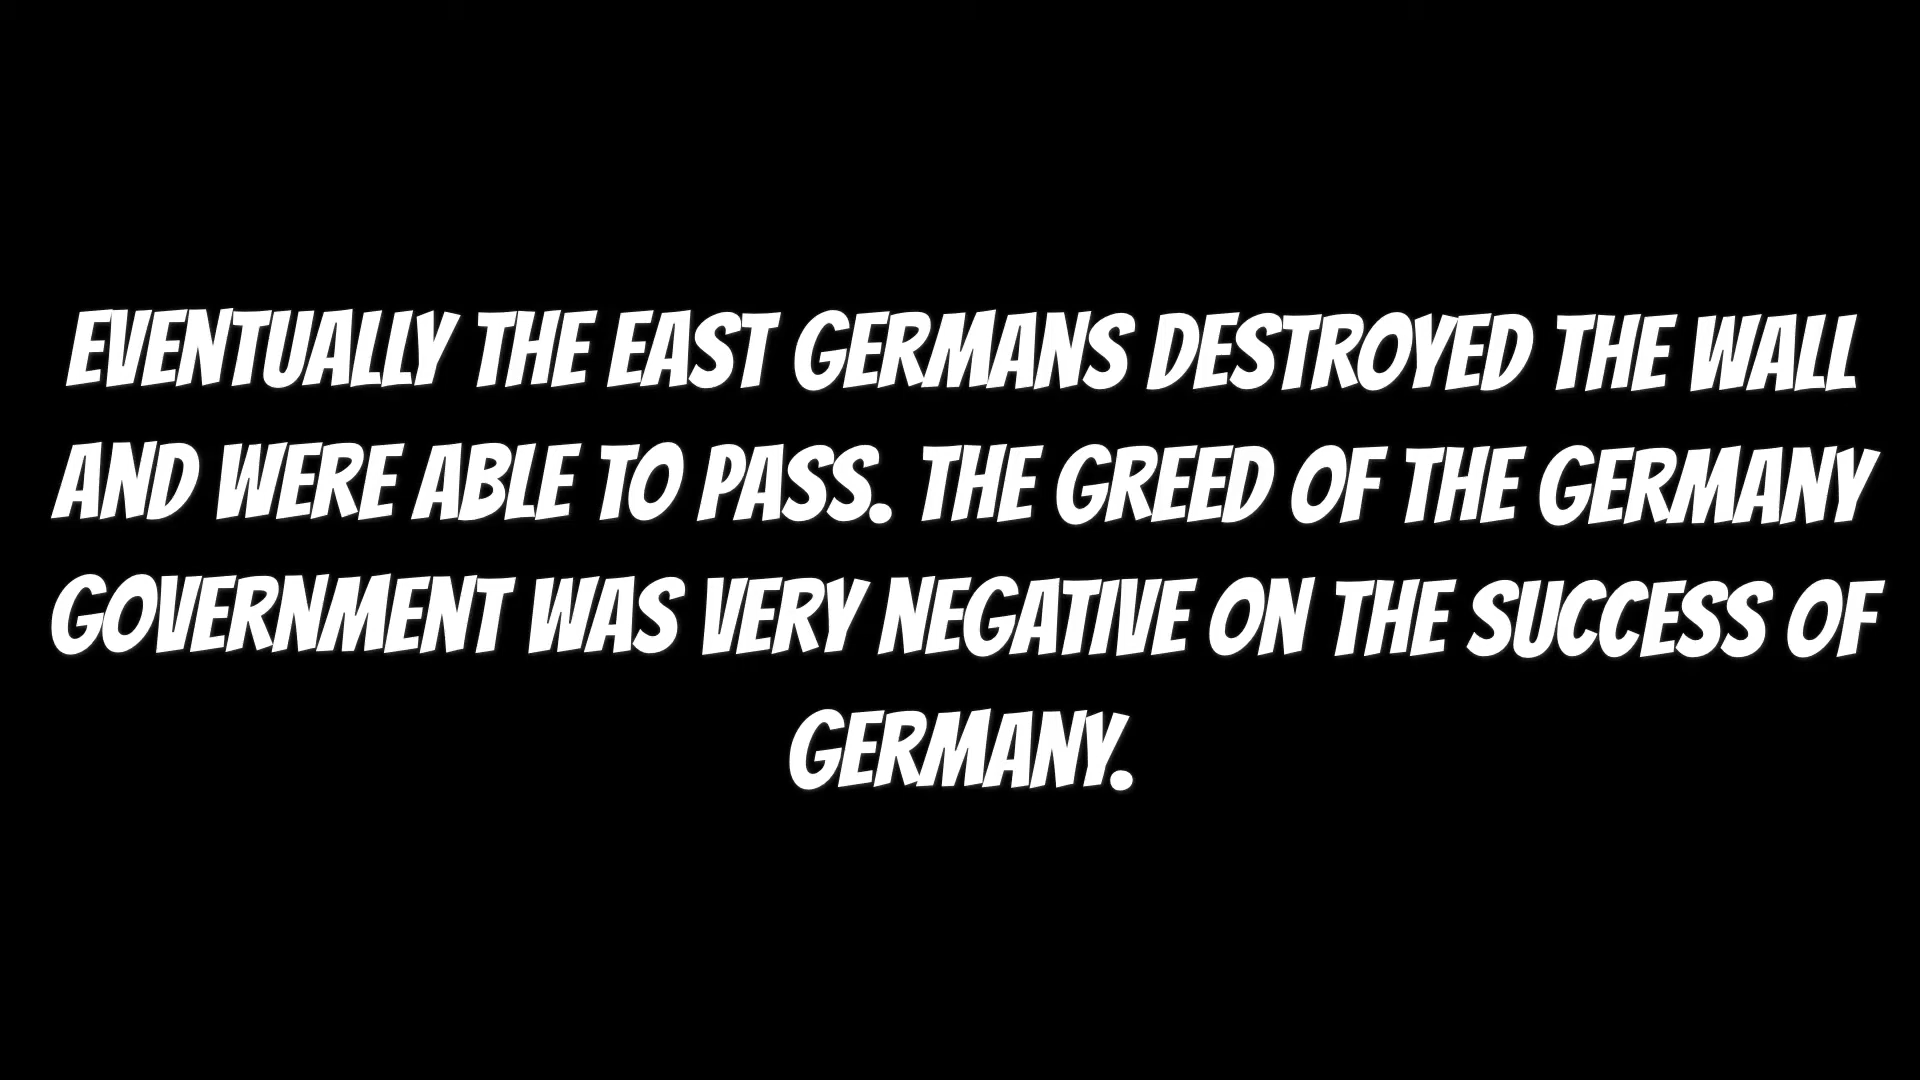 EVENTUALLY THE EAST GERMANS DESTROYED THE WALL
AND WERE ABLE TO PASS. THE GREED OF THE GERMANY
GOVERNMENT WAS VERY NEGATIVE ON THE SUCCESS OF
GERMANY.